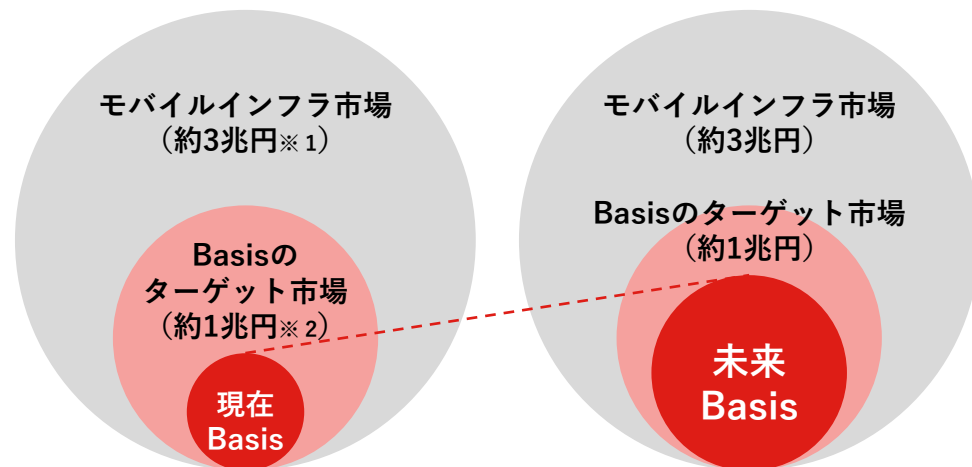 モバイルインフラ市場
（約3兆円※1）
Basisの
ターゲット市場
（約1兆円※2）
現在
Basis
モバイルインフラ市場
（約3兆円）
Basisのターゲット市場
（約1兆円）
未来
Basis